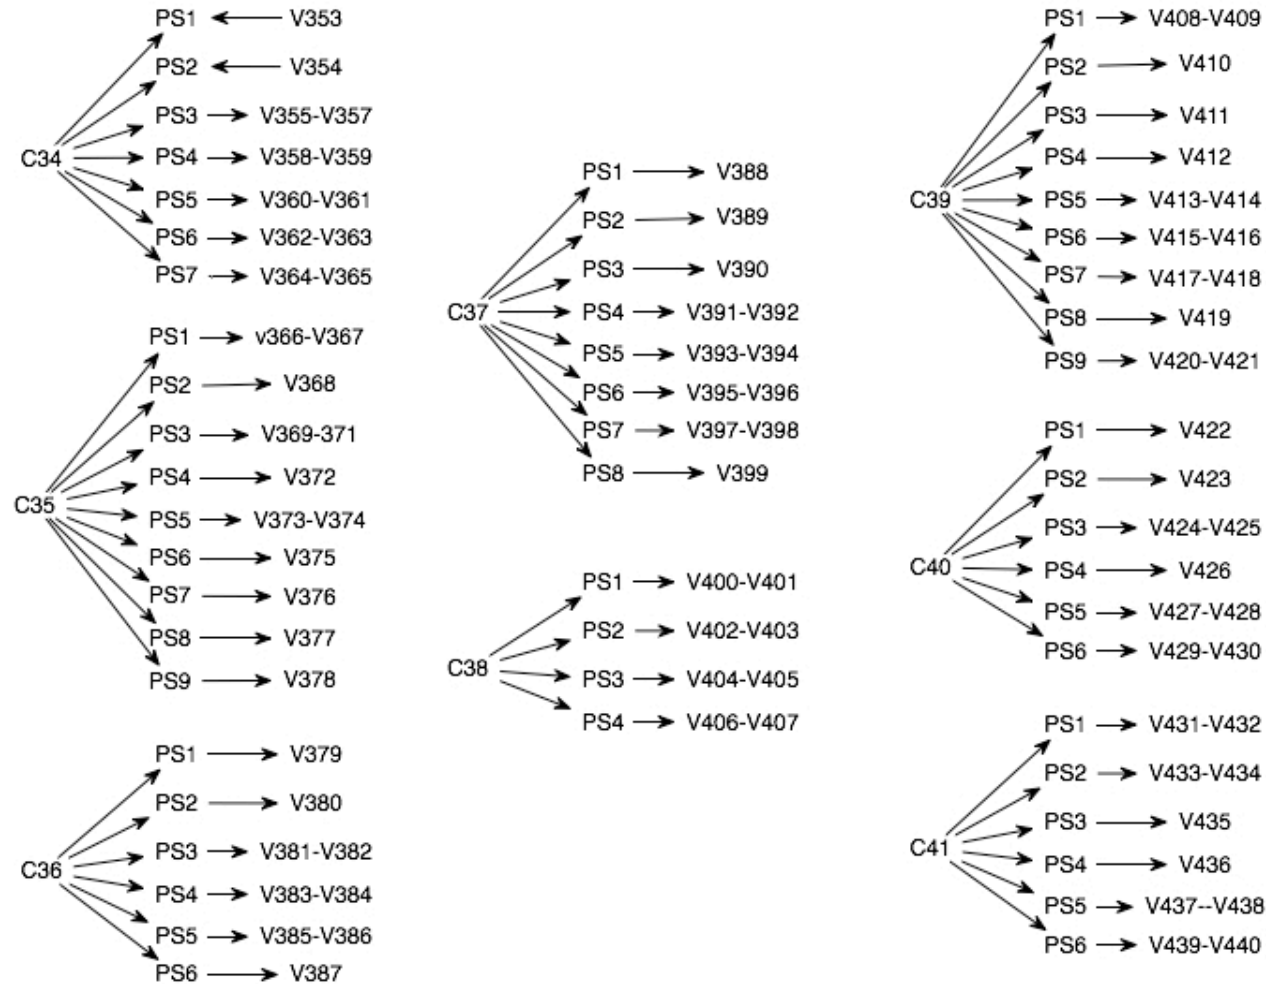 C34
PS1 V353
PS2 V354
PS3 V355-V357
PS4 V358-V359
PS5 V360-V361
PS6 V362-V363
PS7 V364-V365
C35
PS1 v366-V367
PS2 V368
PS3 V369-371
PS4 V372
PS5 V373-V374
PS6 V375
PS7 V376
PS8 V377
PS9 V378
C36
PS1 V379
PS2 V380
PS3 V381-V382
PS4 V383-V384
PS5 V385-V386
PS6 V387
C37
PS1 V388
PS2 V389
PS3 V390
PS4 V391-V392
PS5 V393-V394
PS6 V395-V396
PS7 V397-V398
PS8 V399
C38
PS1 V400-V401
PS2 V402-V403
PS3 V404-V405
PS4 V406-V407
C39
PS1 V408-V409
PS2 V410
PS3 V411
PS4 V412
PS5 V413-V414
PS6 V415-V416
PS7 V417-V418
PS8 V419
PS9 V420-V421
C40
PS1 V422
PS2 V423
PS3 V424-V425
PS4 V426
PS5 V427-V428
PS6 V429-V430
C41
PS1 V431-V432
PS2 V433-V434
PS3 V435
PS4 V436
PS5 V437--V438
PS6 V439-V440